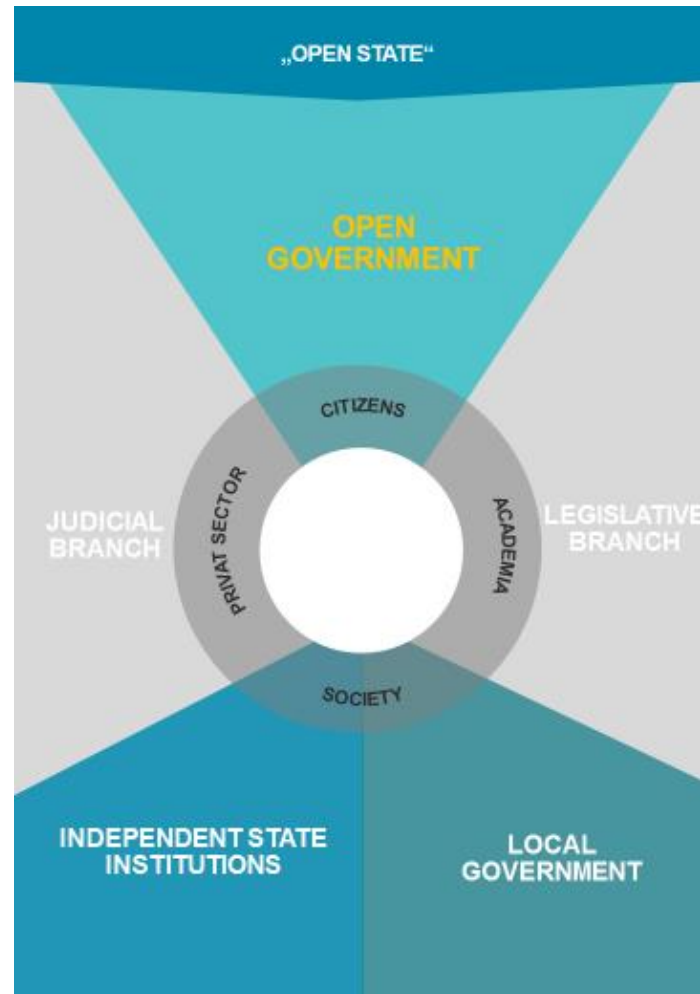 „OPEN STATE“
OPEN
GOVERNMENT
CITIZENS
PRIVAT SECTOR
ACADEMIA
JUDICIAL
BRANCH
LEGISLATIVE
BRANCH
SOCIETY
INDEPENDENT STATE
INSTITUTIONS
LOCAL
GOVERNMENT